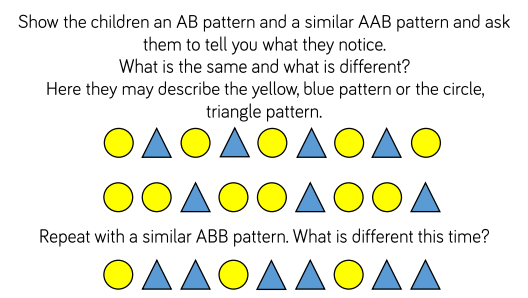 Show the children an AB pattern and a similar AAB pattern and ask
them to tell you what they notice.
What is the same and what is different?
Here they may describe the yellow, blue pattern or the circle,
triangle pattern.
Repeat with a similar ABB pattern. What is different this time?